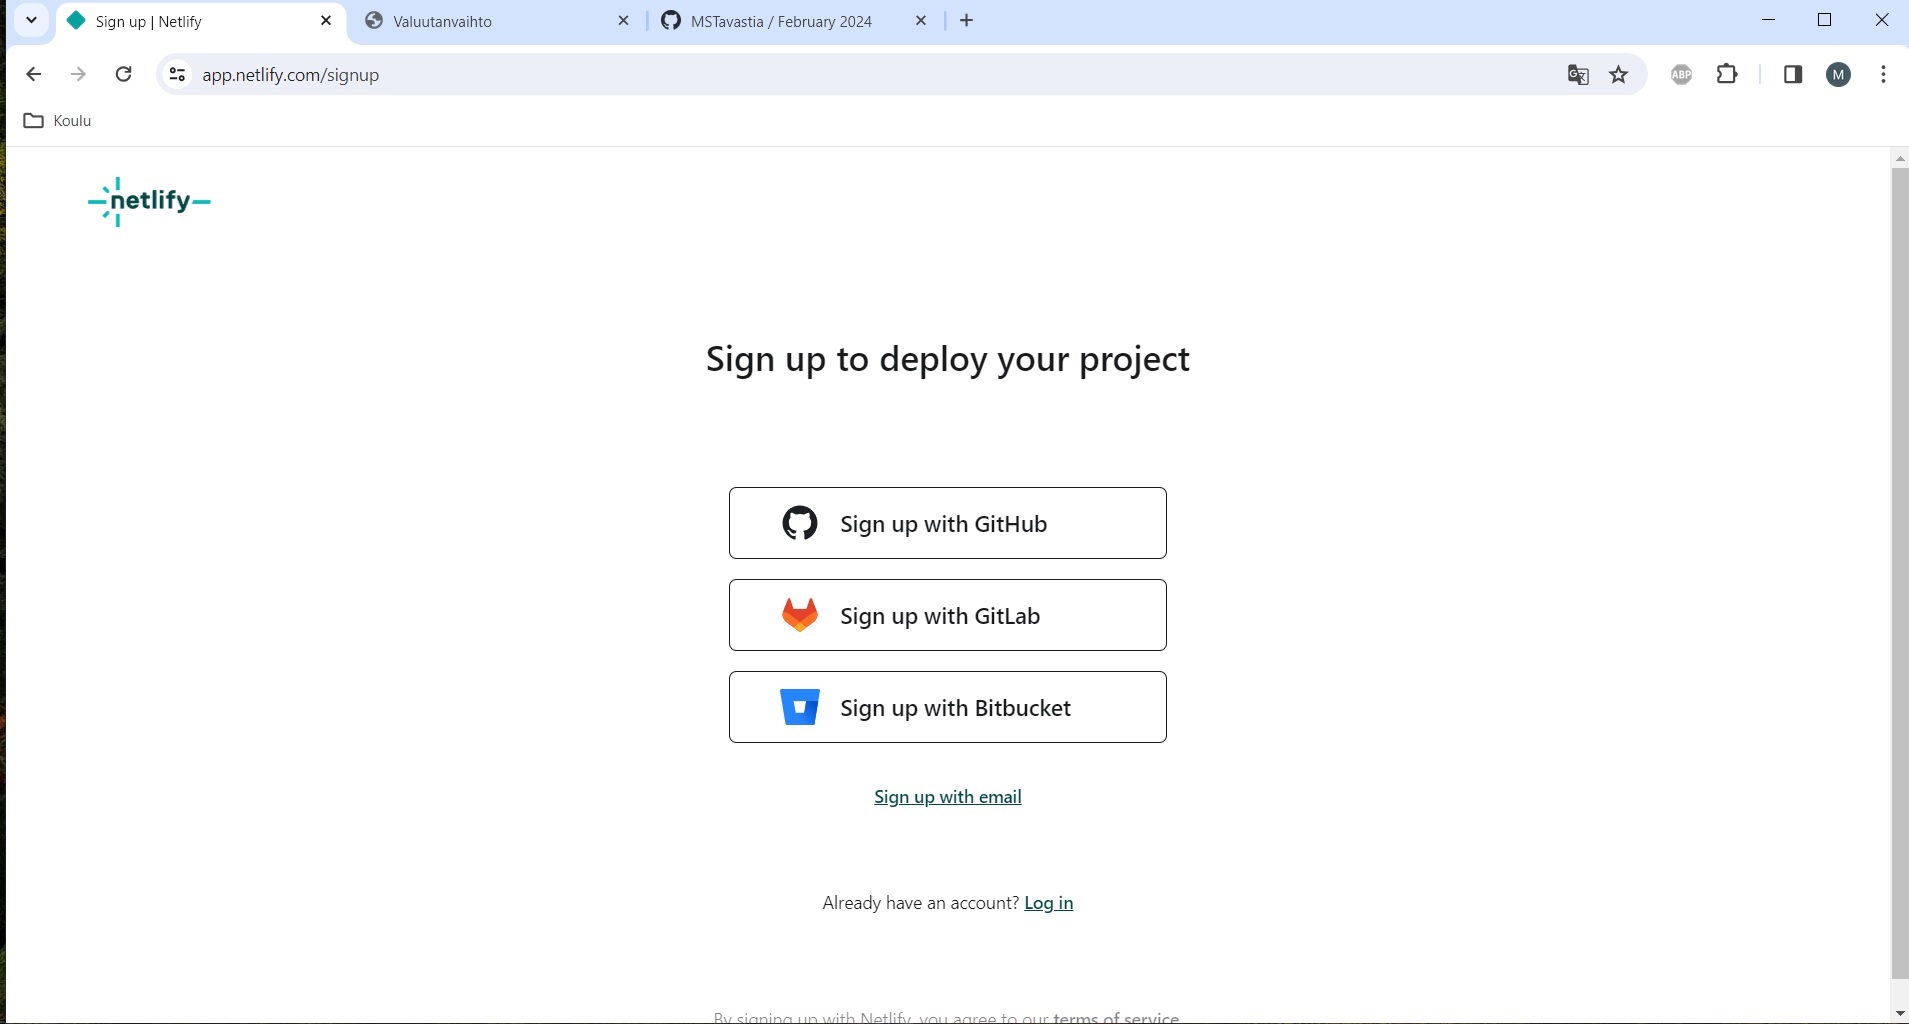 Sign up | Netlify
Valuutanvaihto
MSTavastia / February 2024
app.netlify.com/signup
ABP
M
Koulu
netlify
Sign up to deploy your project
Sign up with GitHub
Sign up with GitLab
Sign up with Bitbucket
Sign up with email
Already have an account? Log in
By signing up with Netlify, you agree to our terms of service